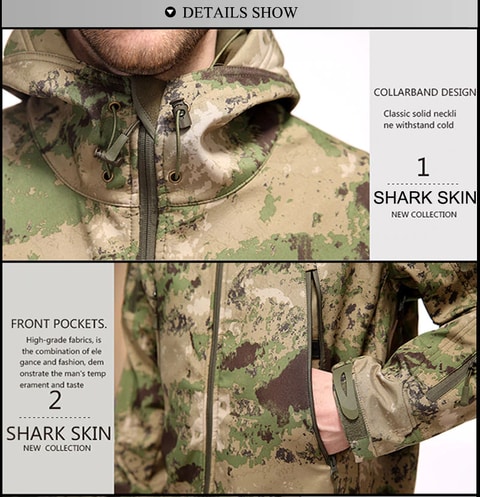 DETAILS SHOW
COLLARBAND DESIGN
Classic solid neckli
ne withstand cold
1
SHARK SKIN
NEW COLLECTION
FRONT POCKETS.
High-grade fabrics, is
the combination of ele
gance and fashion, dem
onstrate the man's temp
erament and taste
2
SHARK SKIN
NEW COLLECTION